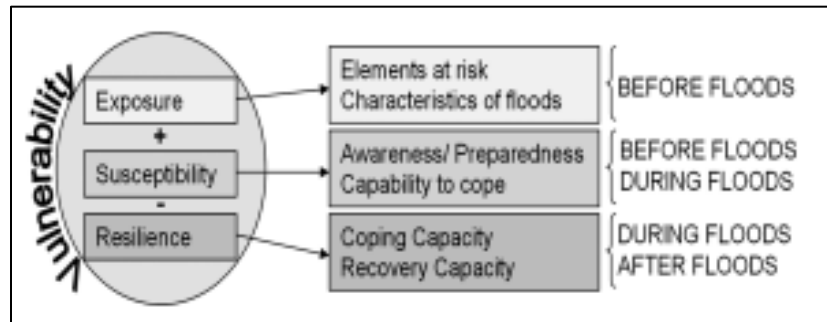 Vulnerability
Exposure
+
Susceptibility
-
Resilience
Elements at risk
Characteristics of floods
Awareness/ Preparedness
Capability to cope
Coping Capacity
Recovery Capacity
BEFORE FLOODS
BEFORE FLOODS
DURING FLOODS
DURING FLOODS
AFTER FLOODS